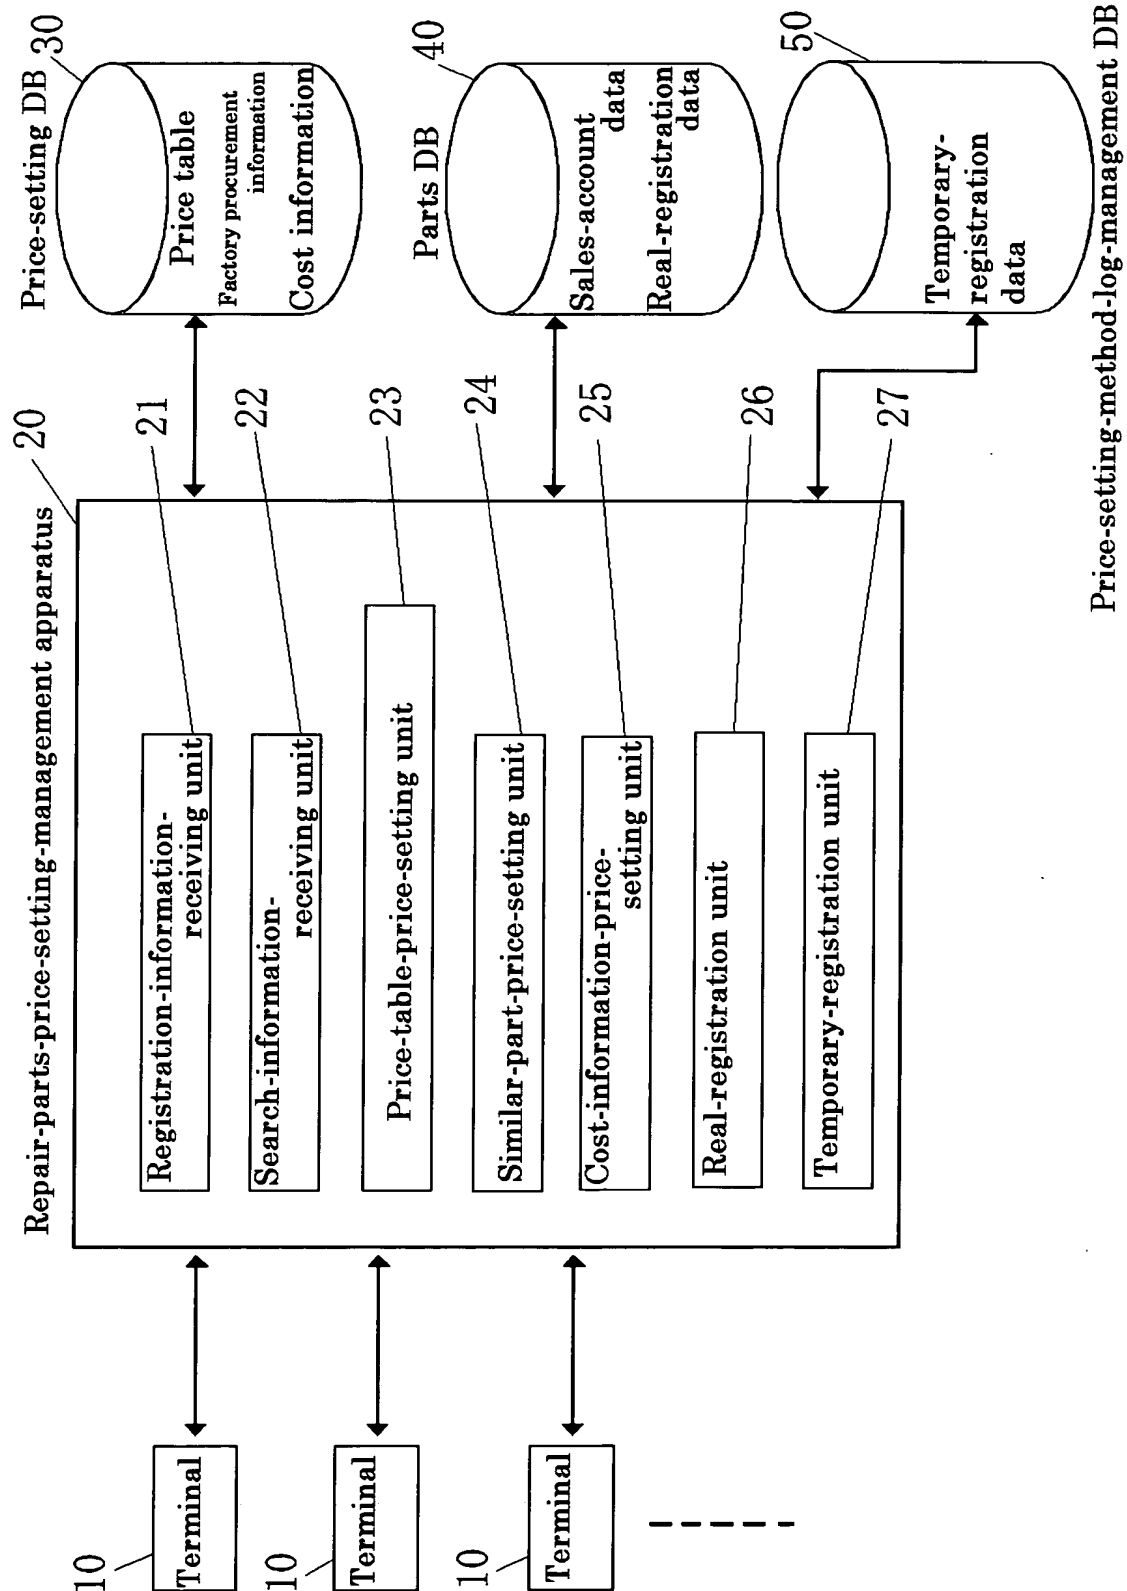 10
Terminal
10
Terminal
10
Terminal
Repair-parts-price-setting-management apparatus
20
Registration-information-
receiving unit
21
Search-information-
receiving unit
22
Price-table-price-setting unit
23
Similar-part-price-setting unit
24
Cost-information-price-
setting unit
25
Real-registration unit
26
Temporary-registration unit
27
Price-setting DB
30
Price table
Factory procurement
information
Cost information
Parts DB
40
Sales-account
data
Real-registration
data
50
Temporary-
registration
data
Price-setting-method-log-management DB